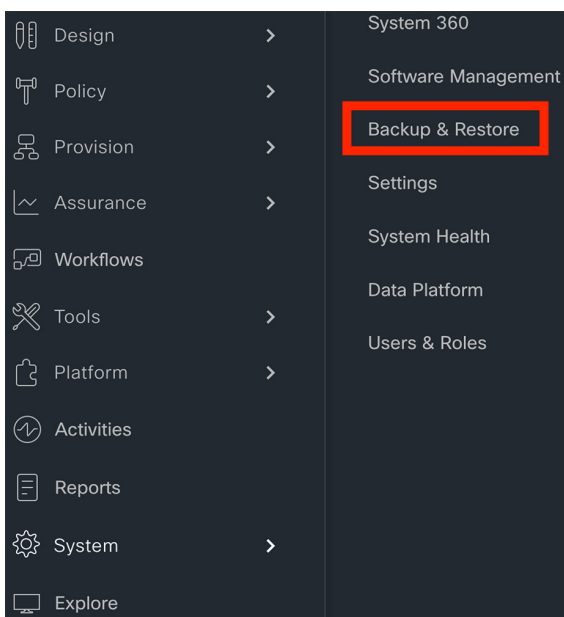 Design
Policy
Provision
Assurance
Workflows
Tools
Platform
Activities
Reports
System
Explore
System 360
Software Management
Backup & Restore
Settings
System Health
Data Platform
Users & Roles